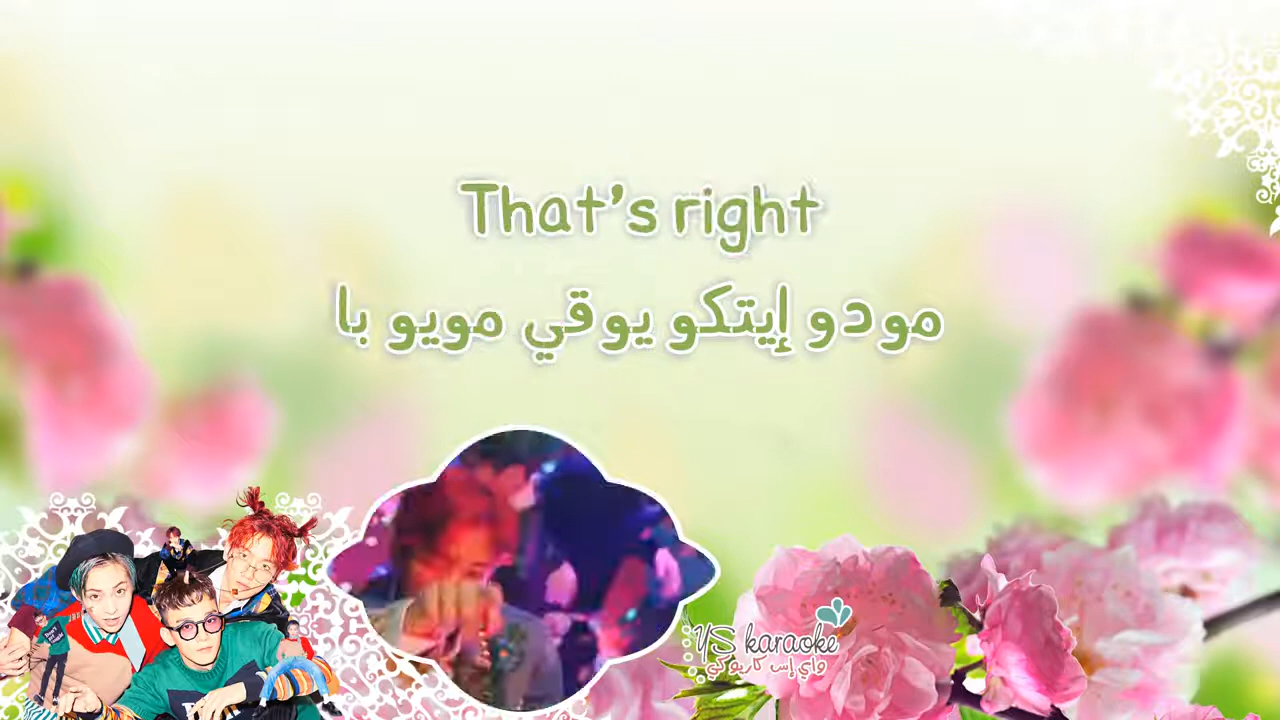 That's right
مودو إيتكو يوقي مويو با
YS karaoke
واي إس كاريوكي